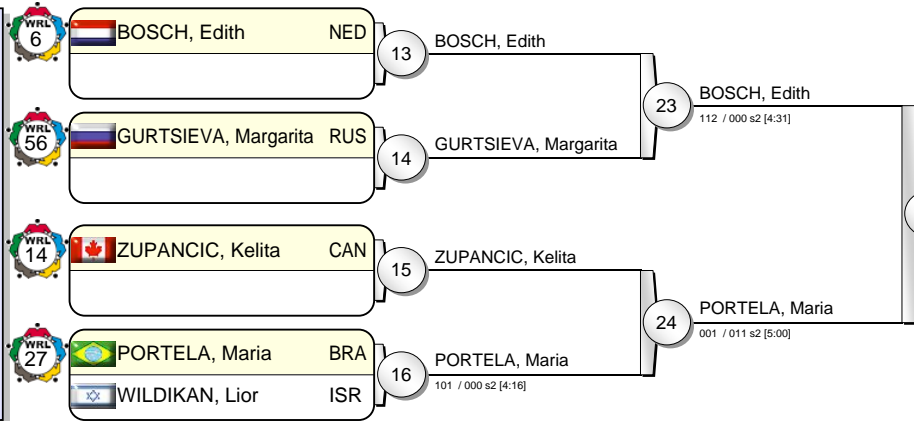 WRL 6 BOSCH, Edith NED
13 BOSCH, Edith
WRL 56 GURTSIEVA, Margarita RUS
14 GURTSIEVA, Margarita
23 BOSCH, Edith
112 / 000 s2 [4:31]
WRL 14 ZUPANCIC, Kelita CAN
15 ZUPANCIC, Kelita
WRL 27 PORTELA, Maria BRA
WILDIKAN, Lior ISR
16 PORTELA, Maria
101 / 000 s2 [4:16]
24 PORTELA, Maria
001 / 011 s2 [5:00]